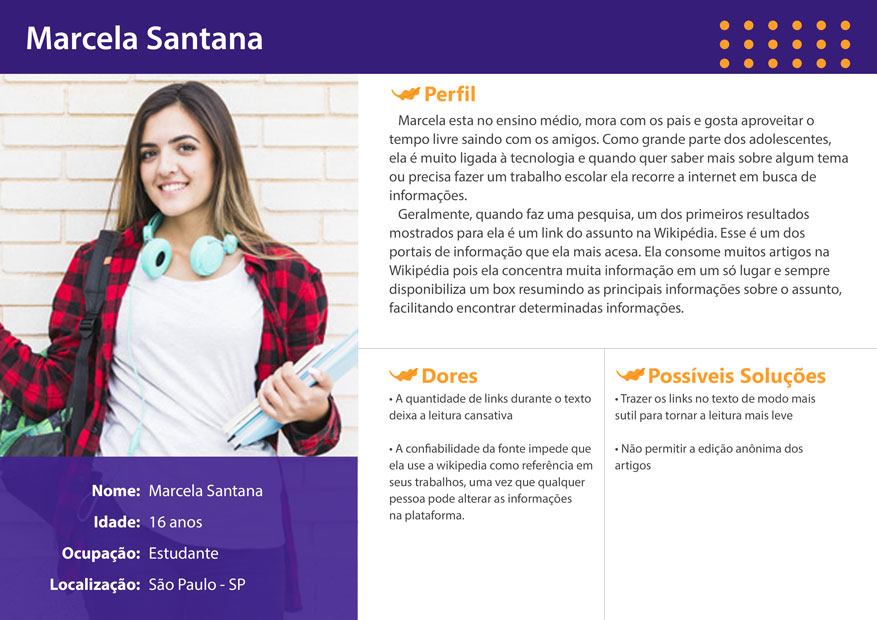 Marcela Santana
Perfil
Marcela esta no ensino médio, mora com os pais e gosta aproveitar o
tempo livre saindo com os amigos. Como grande parte dos adolescentes,
ela é muito ligada à tecnologia e quando quer saber mais sobre algum tema
ou precisa fazer um trabalho escolar ela recorre a internet em busca de
informações.
Geralmente, quando faz uma pesquisa, um dos primeiros resultados
mostrados para ela é um link do assunto na Wikipédia. Esse é um dos
portais de informação que ela mais acesa. Ela consome muitos artigos na
Wikipédia pois ela concentra muita informação em um só lugar e sempre
disponibiliza um box resumindo as principais informações sobre o assunto,
facilitando encontrar determinadas informações.
Dores
• A quantidade de links durante o texto
deixa a leitura cansativa
• A confiabilidade da fonte impede que
ela use a wikipedia como referência em
seus trabalhos, uma vez que qualquer
pessoa pode alterar as informações
na plataforma.
Possíveis Soluções
• Trazer os links no texto de modo mais
sutil para tornar a leitura mais leve
• Não permitir a edição anônima dos
artigos
Nome: Marcela Santana
Idade: 16 anos
Ocupação: Estudante
Localização: São Paulo - SP